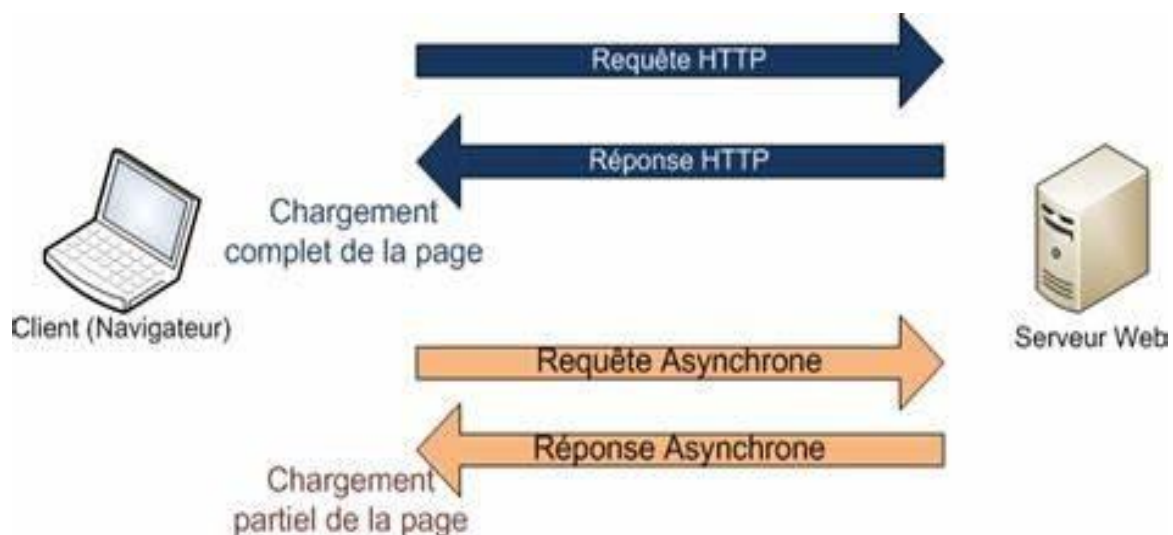 Requête HTTP
Réponse HTTP
Chargement
complet de la page
Client (Navigateur)
Serveur Web
Requête Asynchrone
Réponse Asynchrone
Chargement
partiel de la page